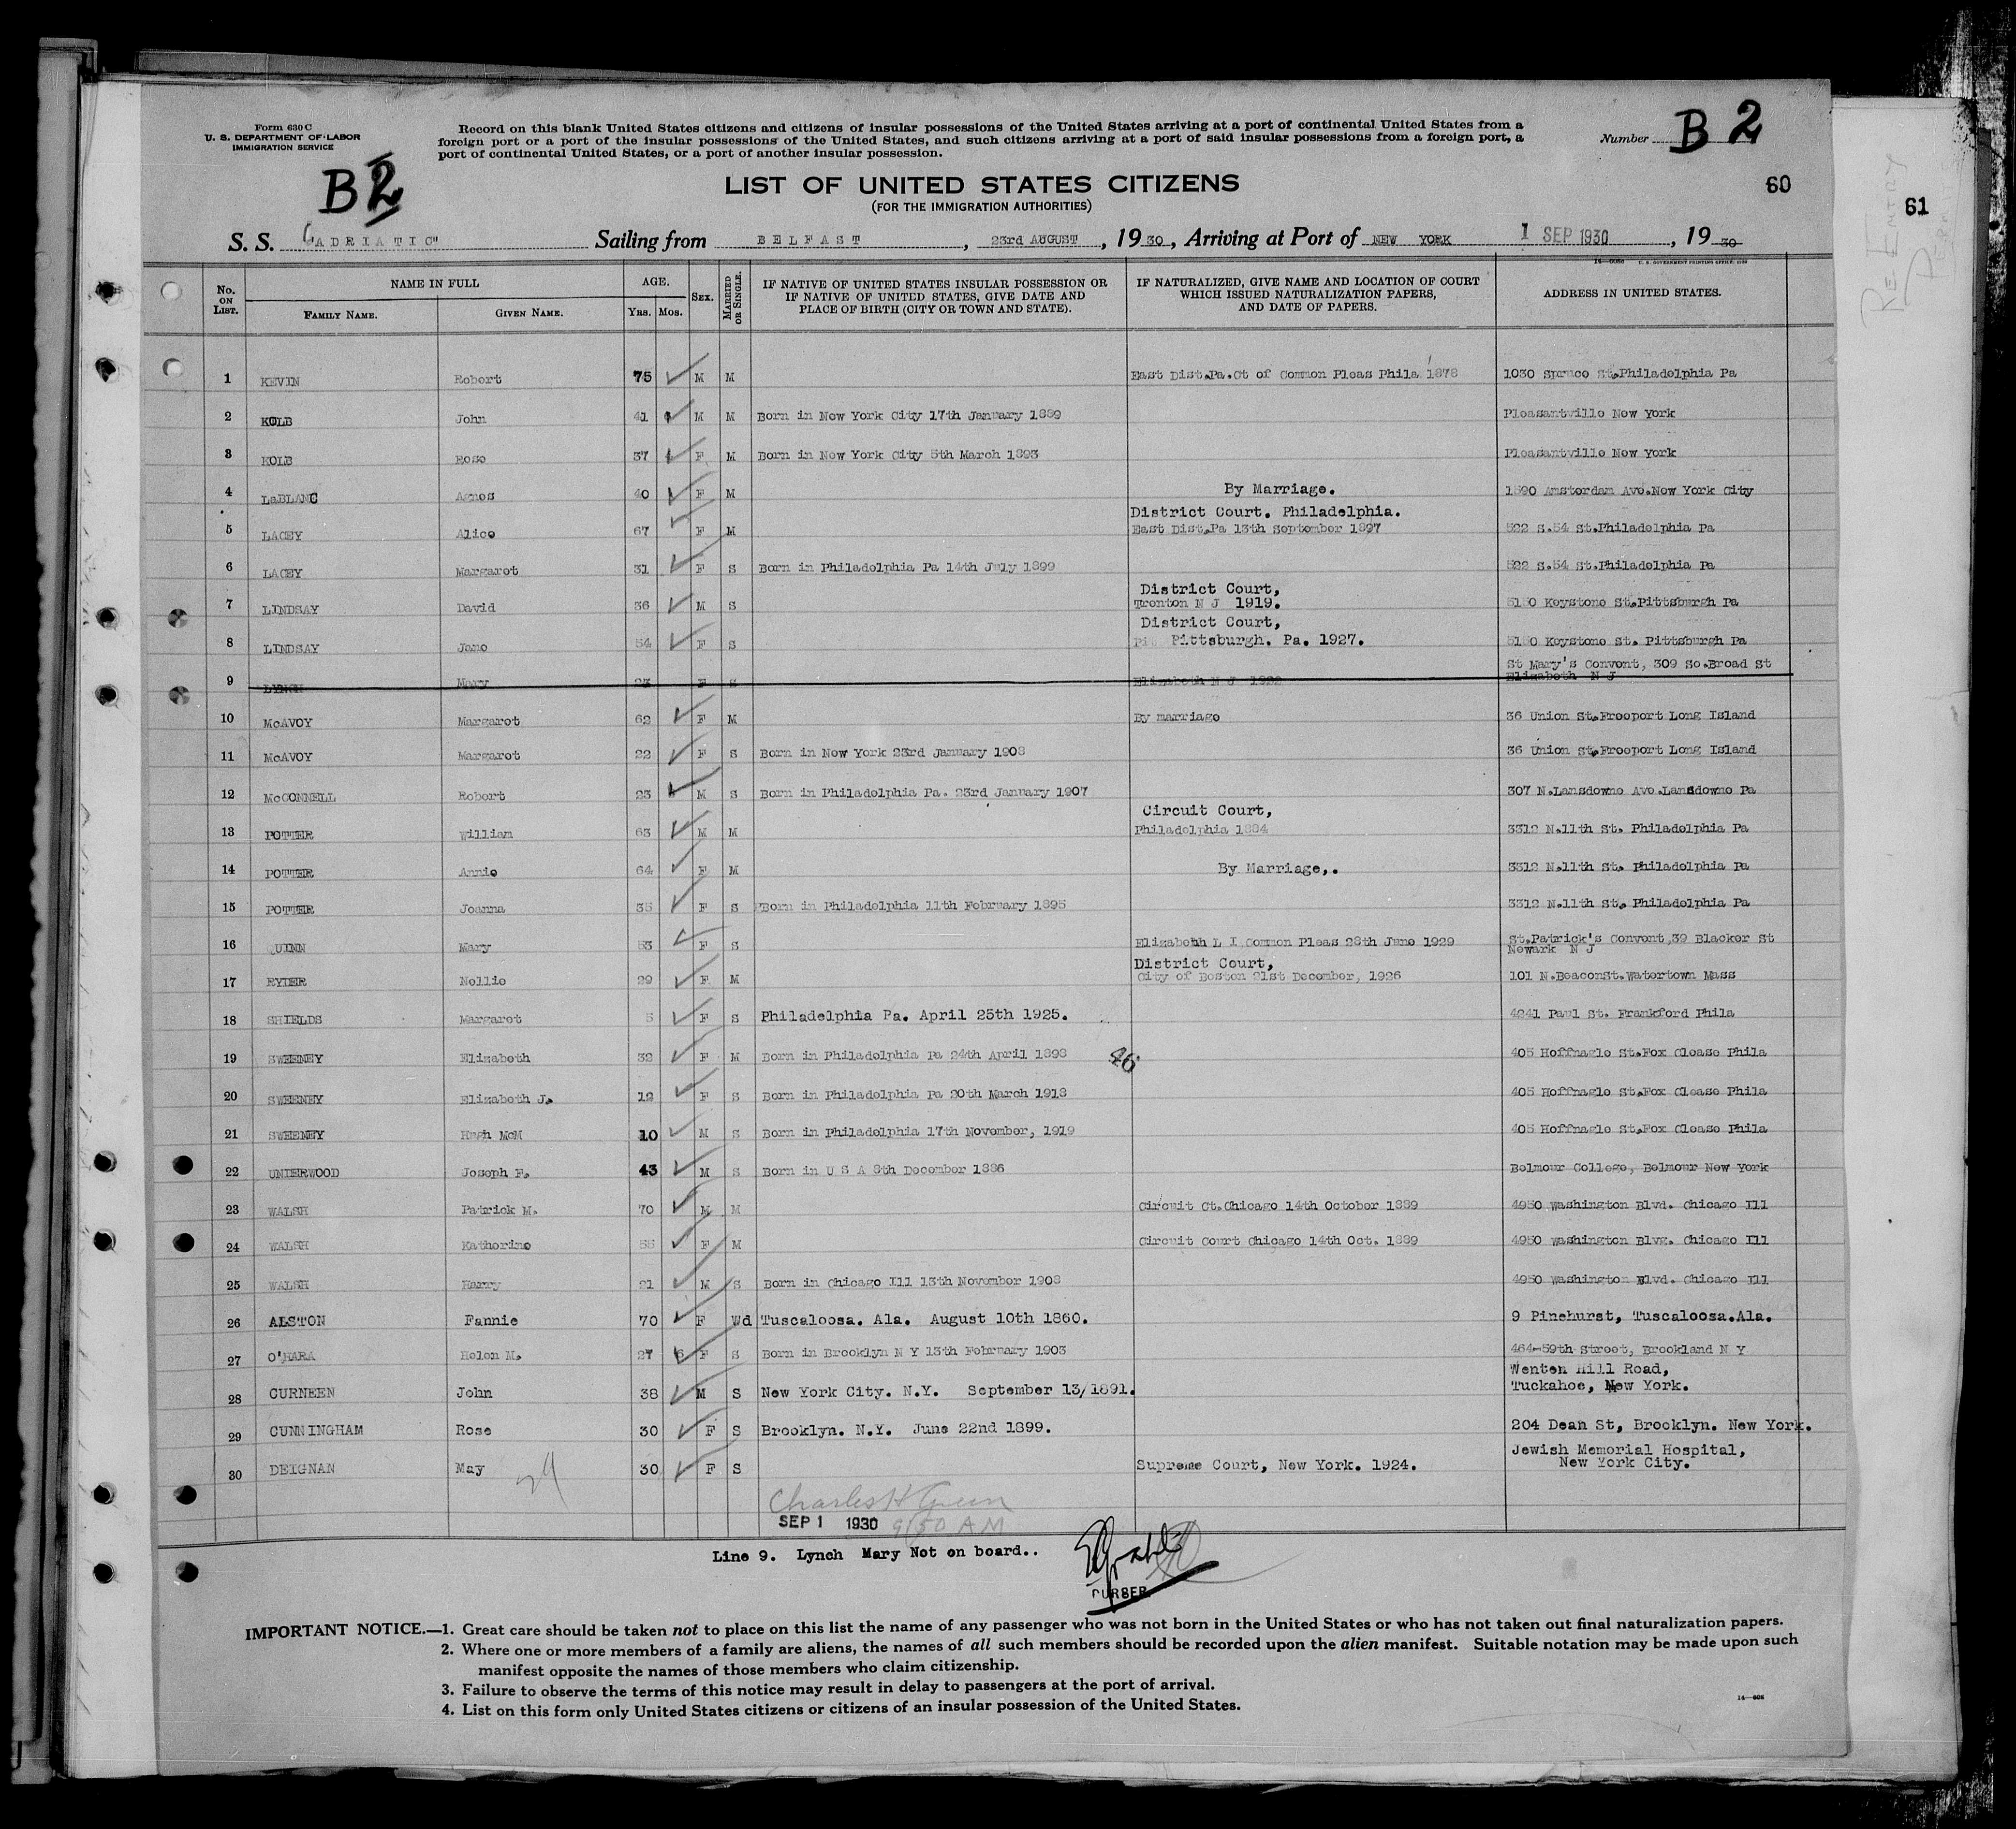 Form 630 C
U. S. DEPARTMENT OF LABOR
IMMIGRATION SERVICE
Record on this blank United States citizens and citizens of insular possessions of the United States arriving at a port of continental United States from a
foreign port or a port of the insular possessions of the United States, and such citizens arriving at a port of said insular possessions from a foreign port, a
port of continental United States, or a port of another insular possession.
Number B 2
B 2
LIST OF UNITED STATES CITIZENS
(FOR THE IMMIGRATION AUTHORITIES)
60
61
S. S. "ADRIATIC" Sailing from BELFAST, 23rd AUGUST, 1930, Arriving at Port of NEW YORK 1 SEP 1930, 1930
No. ON LIST. NAME IN FULL FAMILY NAME. GIVEN NAME. AGE. YRS. MOS. SEX. MARRIED OR SINGLE. IF NATIVE OF UNITED STATES INSULAR POSSESSION OR IF NATIVE OF UNITED STATES, GIVE DATE AND PLACE OF BIRTH (CITY OR TOWN AND STATE). IF NATURALIZED, GIVE NAME AND LOCATION OF COURT WHICH ISSUED NATURALIZATION PAPERS, AND DATE OF PAPERS. ADDRESS IN UNITED STATES.
1 KEVIN Robert 75 M M East Dist.Pa.Ct of Common Pleas Phila 1878 1030 Spruce St.Philadelphia Pa
2 KOLB John 41 M M Born in New York City 17th January 1889 Pleasantville New York
3 KOLB Rose 37 F M Born in New York City 5th March 1893 Pleasantville New York
4 LaBLANC Agnes 40 F M By Marriage. 1590 Amsterdam Ave.New York City
5 LACEY Alice 67 F M District Court. Philadelphia. East Dist.Pa 13th September 1897 522 S.54 St.Philadelphia Pa
6 LACEY Margaret 31 F S Born in Philadelphia Pa 14th July 1899 522 S.54 St.Philadelphia Pa
7 LINDSAY David 36 M S District Court, Trenton N J 1919. 5130 Keystone St.Pittsburgh Pa
8 LINDSAY Jane 54 F S District Court, Pittsburgh. Pa. 1927. 5130 Keystone St. Pittsburgh Pa
9 LYNCH Mary 23 F S Elizabeth N J 1922 St Mary's Convent, 309 So.Broad St Elizabeth N J
10 McAVOY Margaret 62 F M By marriage 36 Union St.Freeport Long Island
11 McAVOY Margaret 22 F S Born in New York 23rd January 1908 36 Union St.Freeport Long Island
12 McCONNELL Robert 23 M S Born in Philadelphia Pa. 23rd January 1907 307 N.Lansdowne Ave.Lansdowne Pa
13 POTTER William 63 M M Circuit Court, Philadelphia 1884 3312 N.11th St. Philadelphia Pa
14 POTTER Annie 64 F M By Marriage,. 3312 N.11th St. Philadelphia Pa
15 POTTER Joanna 35 F S Born in Philadelphia 11th February 1895 3312 N.11th St. Philadelphia Pa
16 QUINN Mary 53 F S Elizabeth L I Common Pleas 28th June 1929 St.Patrick's Convent,39 Blacker St Newark N J
17 RYDER Nellie 29 F M District Court, City of Boston 21st December, 1926 101 N.BeaconSt.Watertown Mass
18 SHIELDS Margaret 5 F S Philadelphia Pa. April 25th 1925. 4241 Paul St. Frankford Phila
19 SWEENEY Elizabeth 32 F M Born in Philadelphia Pa 24th April 1898 46 405 Hoffnagle St.Fox Clease Phila
20 SWEENEY Elizabeth J. 12 F S Born in Philadelphia Pa 20th March 1918 405 Hoffnagle St.Fox Clease Phila
21 SWEENEY Hugh McM 10 M S Born in Philadelphia 17th November, 1919 405 Hoffnagle St.Fox Clease Phila
22 UNDERWOOD Joseph F. 43 M S Born in U S A 8th December 1886 Belmour College, Belmour New York
23 WALSH Patrick M. 70 M M Circuit Ct.Chicago 14th October 1889 4950 Washington Blvd. Chicago Ill
24 WALSH Katherine 55 F M Circuit Court Chicago 14th Oct. 1889 4950 Washington Blvg. Chicago Ill
25 WALSH Harry 21 M S Born in Chicago Ill 13th November 1908 4950 Washington Blvd. Chicago Ill
26 ALSTON Fannie 70 F Wd Tuscaloosa. Ala. August 10th 1860. 9 Pinehurst, Tuscaloosa.Ala.
27 O'HARA Helen M. 27 6 F S Born in Brooklyn N Y 13th February 1903 464-59th Street, Brookland N Y
28 CURNEEN John 38 M S New York City. N.Y. September 13/1891. Wenten Hill Road, Tuckahoe, New York.
29 CUNNINGHAM Rose 30 F S Brooklyn. N.Y. June 22nd 1899. 204 Dean St, Brooklyn. New York.
30 DEIGNAN May 30 F S Supreme Court, New York. 1924. Jewish Memorial Hospital, New York City.
29
Charles H Green
SEP 1 1930 9/50 AM
Line 9. Lynch Mary Not on board..
PURSER
IMPORTANT NOTICE.—1. Great care should be taken not to place on this list the name of any passenger who was not born in the United States or who has not taken out final naturalization papers.
2. Where one or more members of a family are aliens, the names of all such members should be recorded upon the alien manifest. Suitable notation may be made upon such
manifest opposite the names of those members who claim citizenship.
3. Failure to observe the terms of this notice may result in delay to passengers at the port of arrival.
4. List on this form only United States citizens or citizens of an insular possession of the United States.